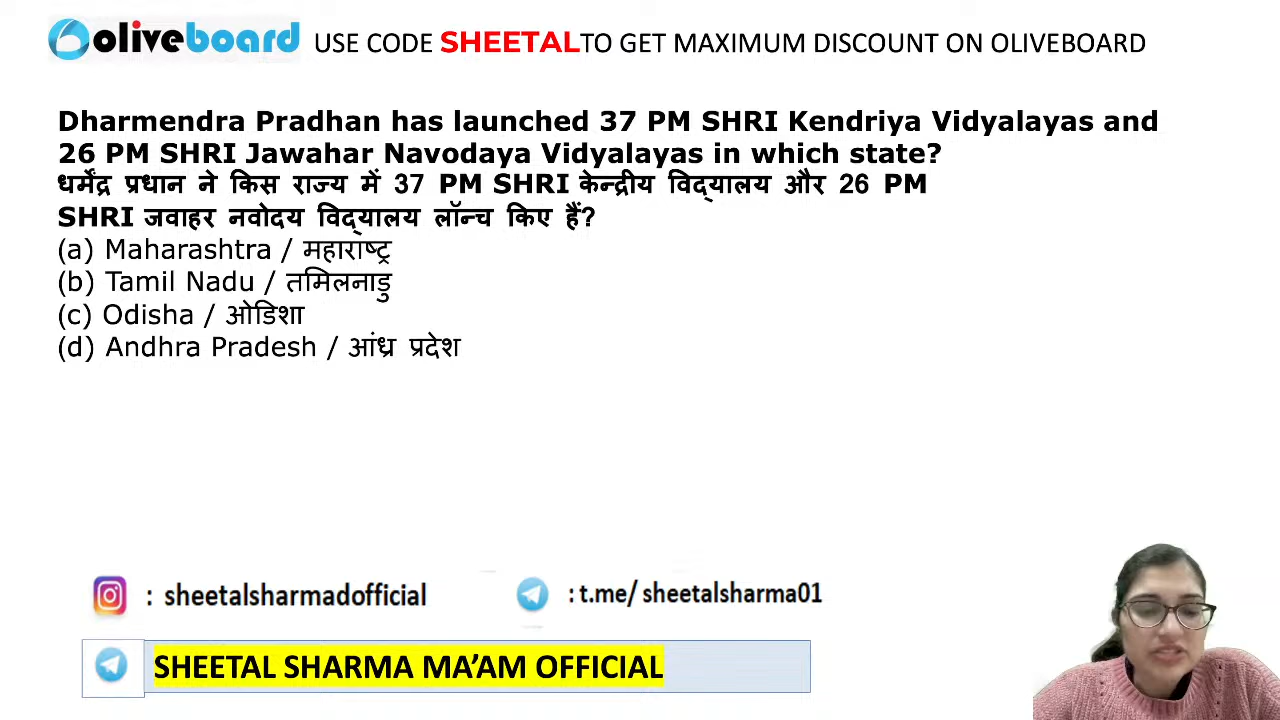 oliveboard USE CODE SHEETAL TO GET MAXIMUM DISCOUNT ON OLIVEBOARD
Dharmendra Pradhan has launched 37 PM SHRI Kendriya Vidyalayas and
26 PM SHRI Jawahar Navodaya Vidyalayas in which state?
धर्मेंद्र प्रधान ने किस राज्य में 37 PM SHRI केन्द्रीय विद्यालय और 26 PM
SHRI जवाहर नवोदय विद्यालय लॉन्च किए हैं?
(a) Maharashtra / महाराष्ट्र
(b) Tamil Nadu / तमिलनाडु
(c) Odisha / ओडिशा
(d) Andhra Pradesh / आंध्र प्रदेश
: sheetalsharmadofficial
: t.me/ sheetalsharma01
SHEETAL SHARMA MA’AM OFFICIAL